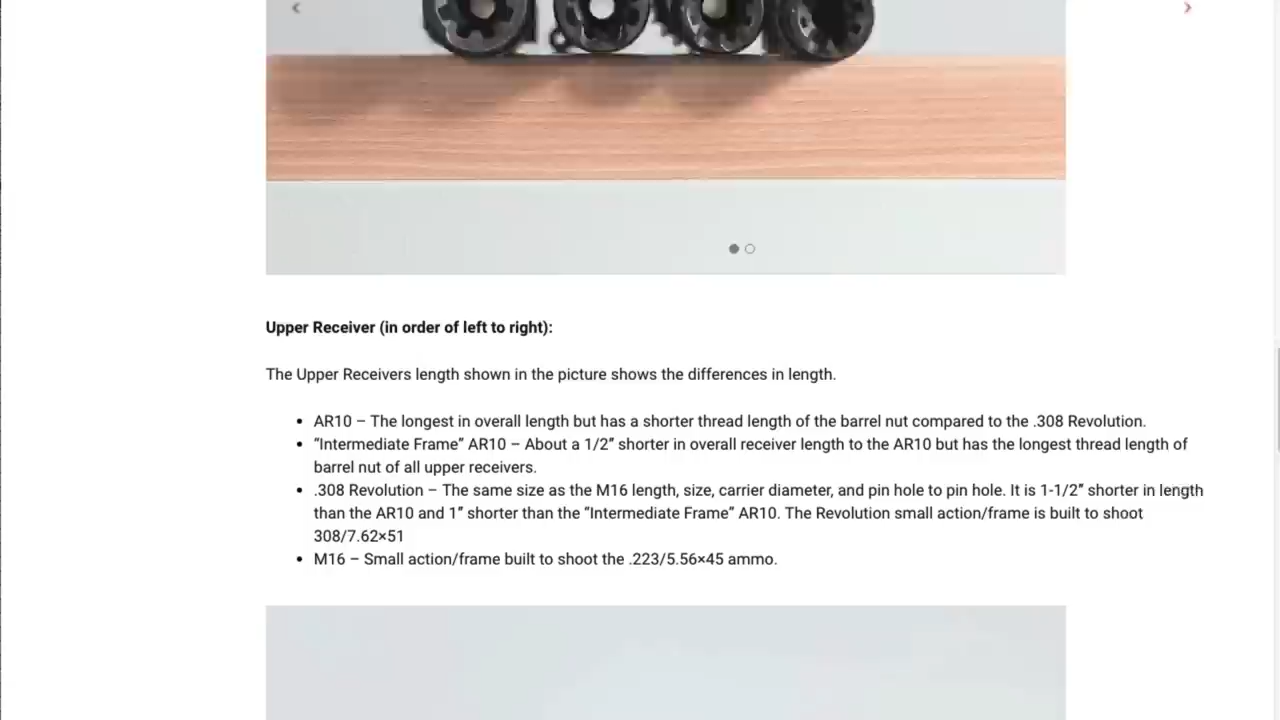 Upper Receiver (in order of left to right):
The Upper Receivers length shown in the picture shows the differences in length.
• AR10 – The longest in overall length but has a shorter thread length of the barrel nut compared to the .308 Revolution.
• “Intermediate Frame” AR10 – About a 1/2″ shorter in overall receiver length to the AR10 but has the longest thread length of
barrel nut of all upper receivers.
• .308 Revolution – The same size as the M16 length, size, carrier diameter, and pin hole to pin hole. It is 1-1/2″ shorter in length
than the AR10 and 1″ shorter than the “Intermediate Frame” AR10. The Revolution small action/frame is built to shoot
308/7.62×51
• M16 – Small action/frame built to shoot the .223/5.56×45 ammo.